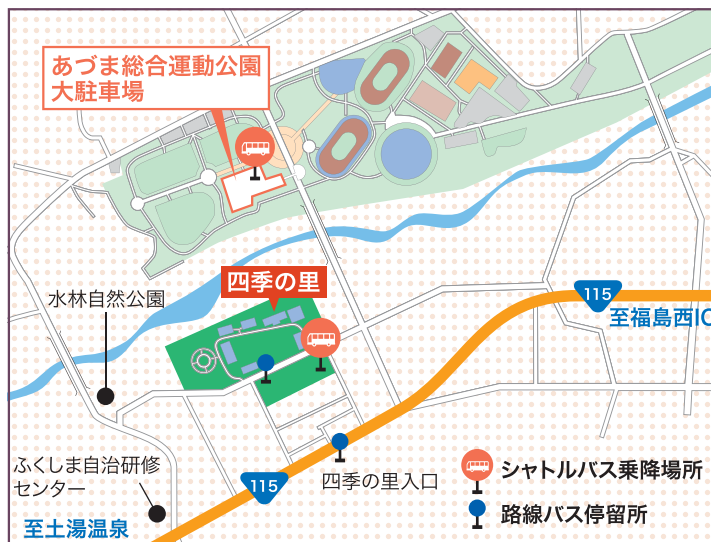 あづま総合運動公園
大駐車場
四季の里
水林自然公園
115
至福島西IC
ふくしま自治研修
センター
四季の里入口
115
至土湯温泉
シャトルバス乗降場所
路線バス停留所